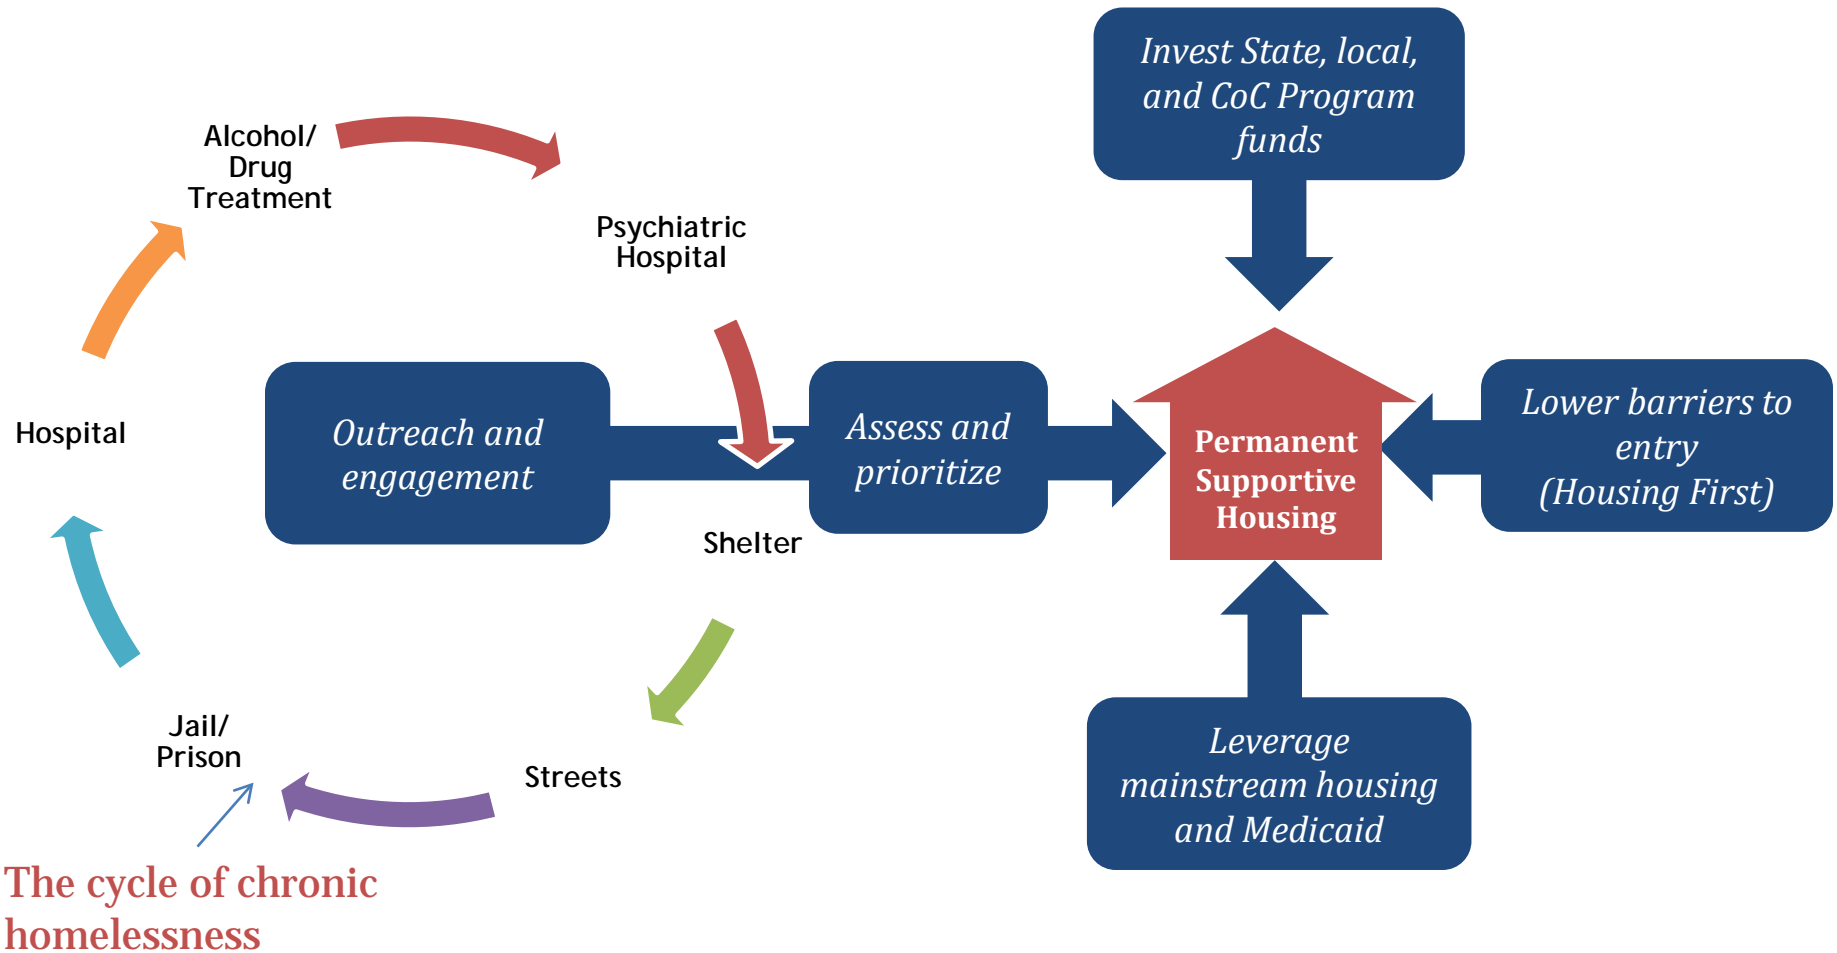 Alcohol/
Drug
Treatment
Psychiatric
Hospital
Hospital
Shelter
Jail/
Prison
Streets
The cycle of chronic
homelessness
Outreach and
engagement
Assess and
prioritize
Invest State, local,
and CoC Program
funds
Permanent
Supportive
Housing
Lower barriers to
entry
(Housing First)
Leverage
mainstream housing
and Medicaid